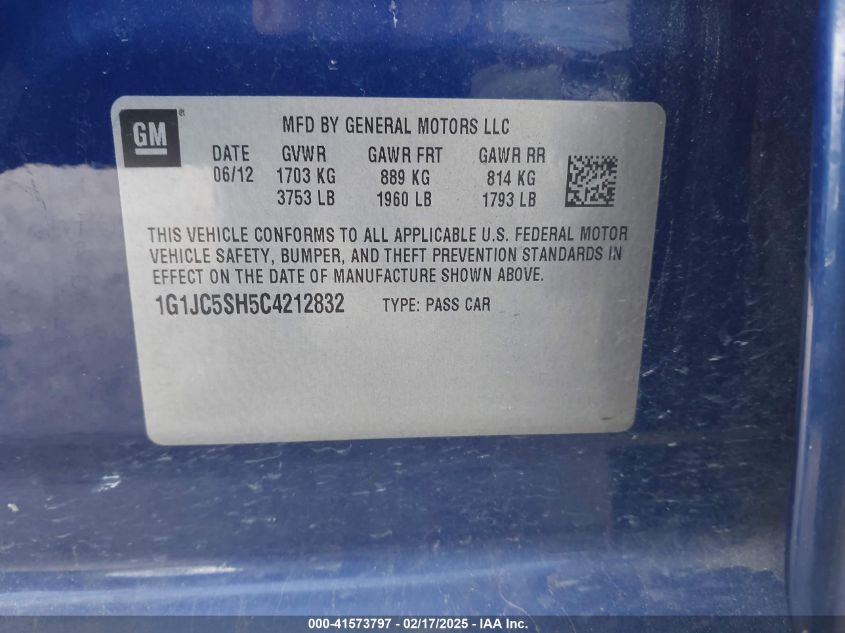 GM ®
MFD BY GENERAL MOTORS LLC
DATE GVWR GAWR FRT GAWR RR
06/12 1703 KG 889 KG 814 KG
3753 LB 1960 LB 1793 LB
THIS VEHICLE CONFORMS TO ALL APPLICABLE U.S. FEDERAL MOTOR
VEHICLE SAFETY, BUMPER, AND THEFT PREVENTION STANDARDS IN
EFFECT ON THE DATE OF MANUFACTURE SHOWN ABOVE.
1G1JC5SH5C4212832 TYPE: PASS CAR
000-41573797 - 02/17/2025 - IAA, Inc.